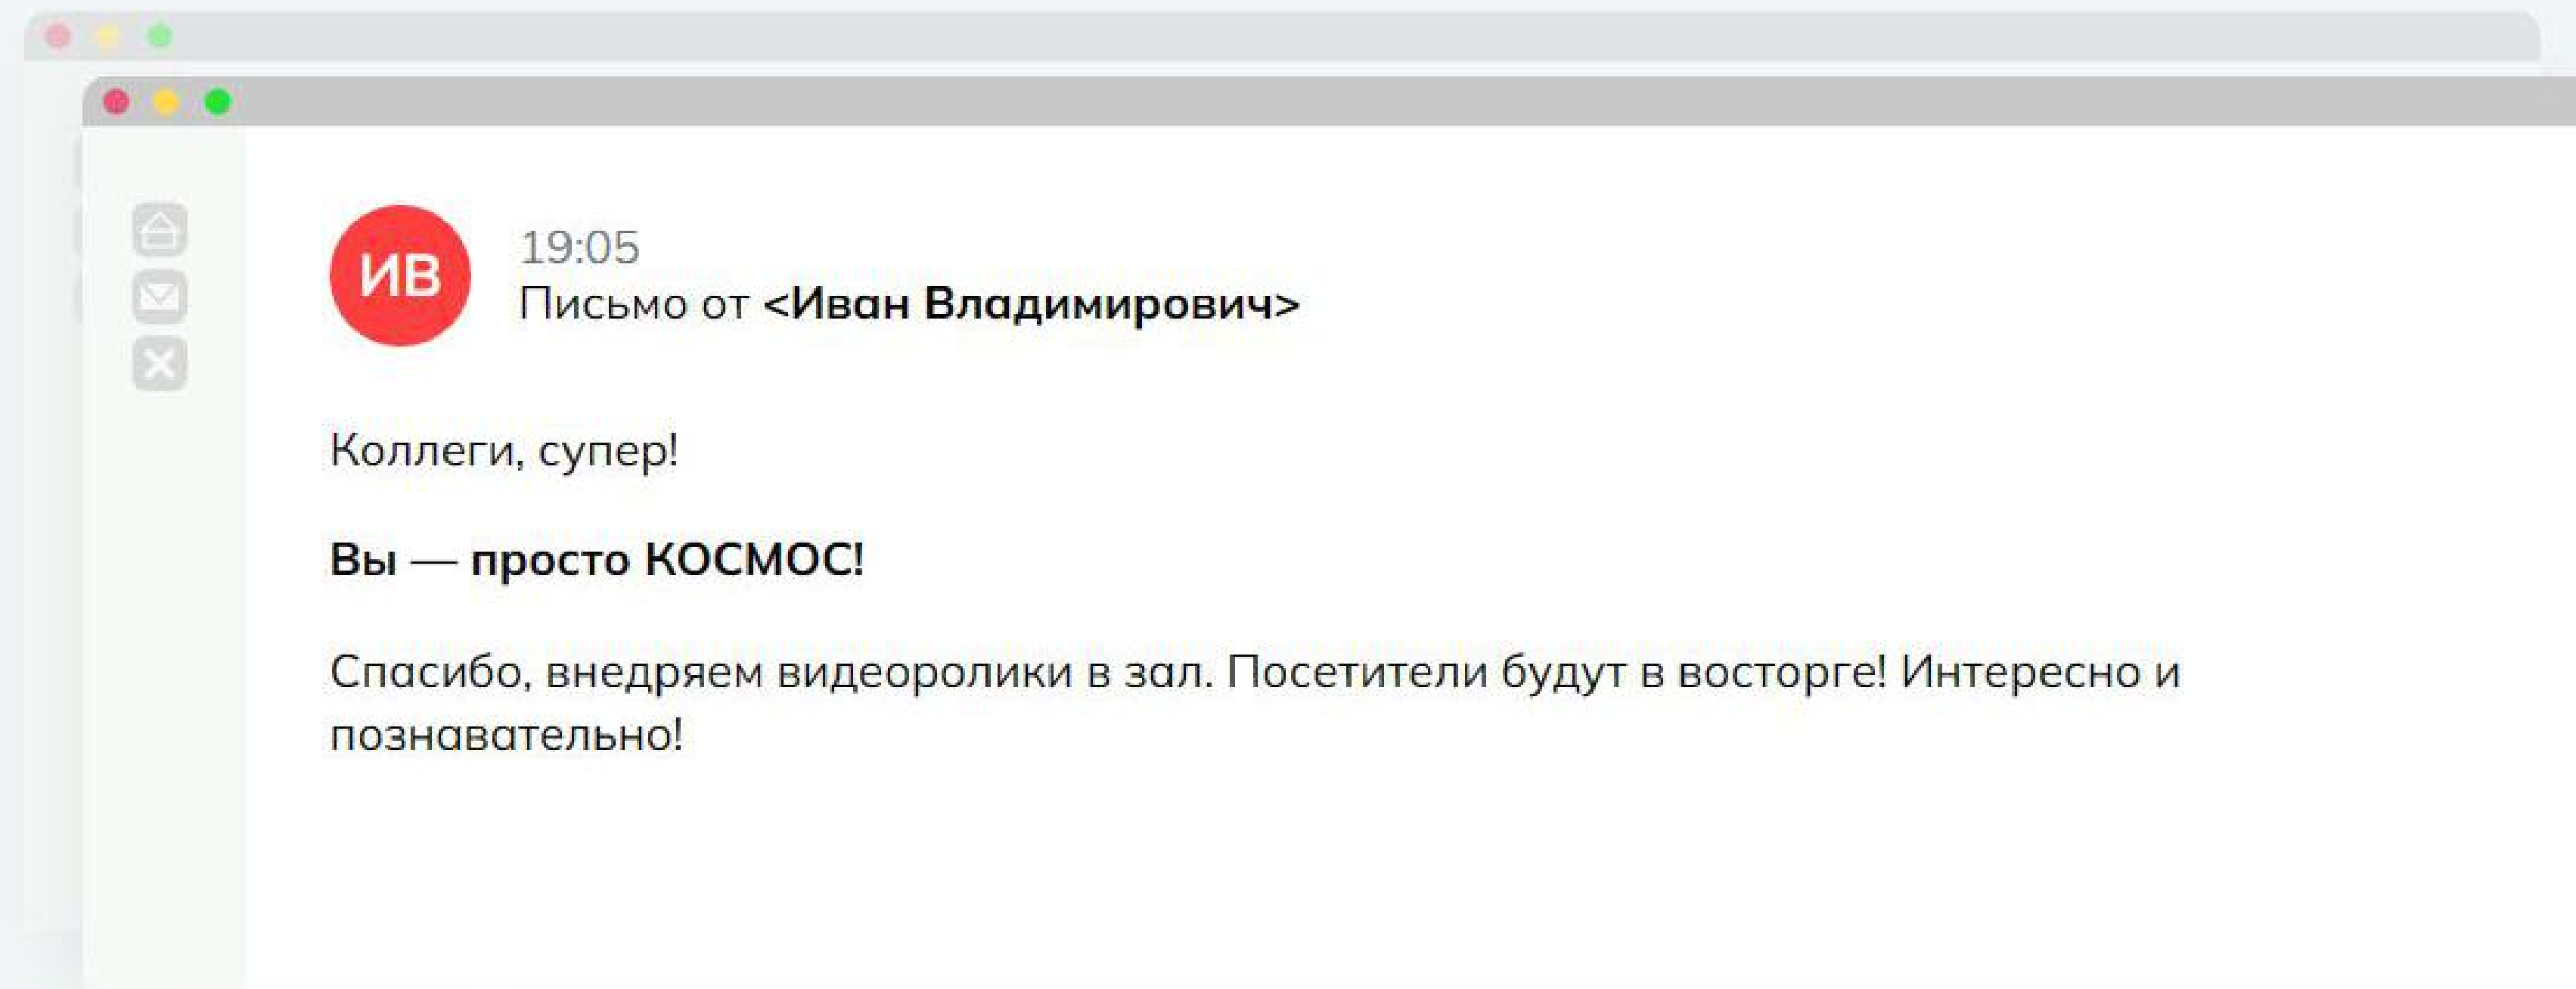 ИВ
19:05
Письмо от <Иван Владимирович>
Коллеги, супер!
Вы — просто КОСМОС!
Спасибо, внедряем видеоролики в зал. Посетители будут в восторге! Интересно и
познавательно!